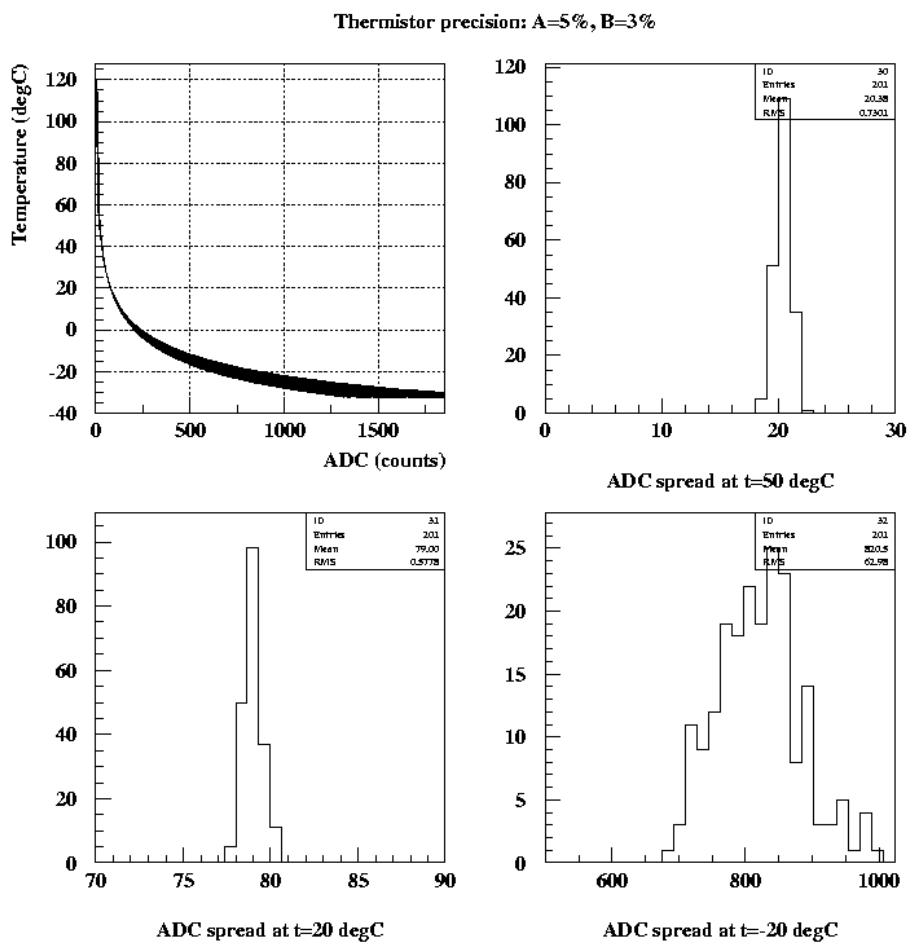 Thermistor precision: A=5%, B=3%
Temperature (degC)
120
100
80
60
40
20
0
-20
-40
0 500 1000 1500
ADC (counts)
ID 30
Entries 201
Mean 20.38
RMS 0.7301
120
100
80
60
40
20
0
0 10 20 30
ADC spread at t=50 degC
ID 31
Entries 201
Mean 79.00
RMS 0.5778
100
80
60
40
20
0
70 75 80 85 90
ADC spread at t=20 degC
ID 32
Entries 201
Mean 820.5
RMS 62.98
25
20
15
10
5
0
600 800 1000
ADC spread at t=-20 degC